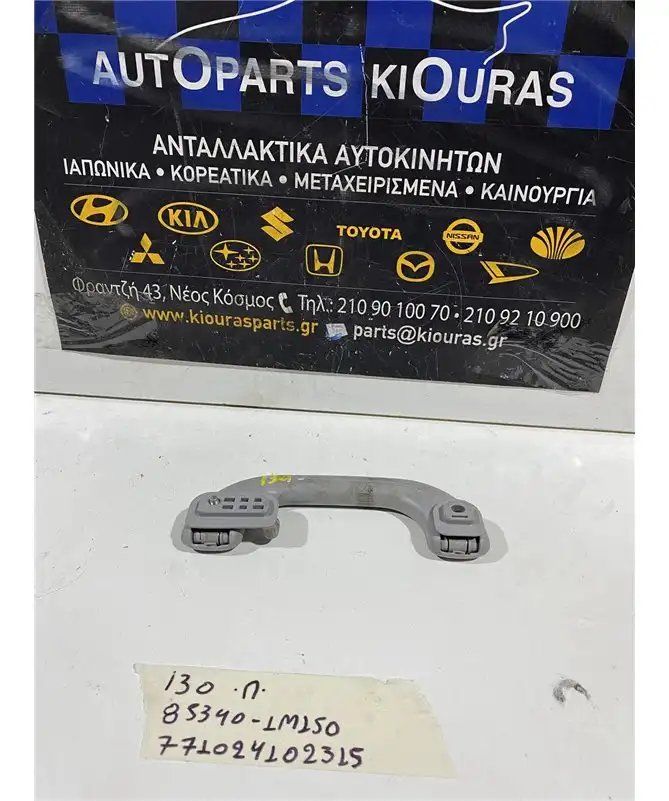 AUTOPARTS KIOURAS
ΑΝΤΑΛΛΑΚΤΙΚΑ ΑΥΤΟΚΙΝΗΤΩΝ
ΙΑΠΩΝΙΚΑ • ΚΟΡΕΑΤΙΚΑ • ΜΕΤΑΧΕΙΡΙΣΜΕΝΑ • ΚΑΙΝΟΥΡΓΙΑ
KIA TOYOTA NISSAN
Φραντζή 43, Νέος Κόσμος Τηλ.: 210 90 100 70 • 210 92 10 900
www.kiourasparts.gr parts@kiouras.gr
130
i30 .Π.
85340-1M150
771024102315